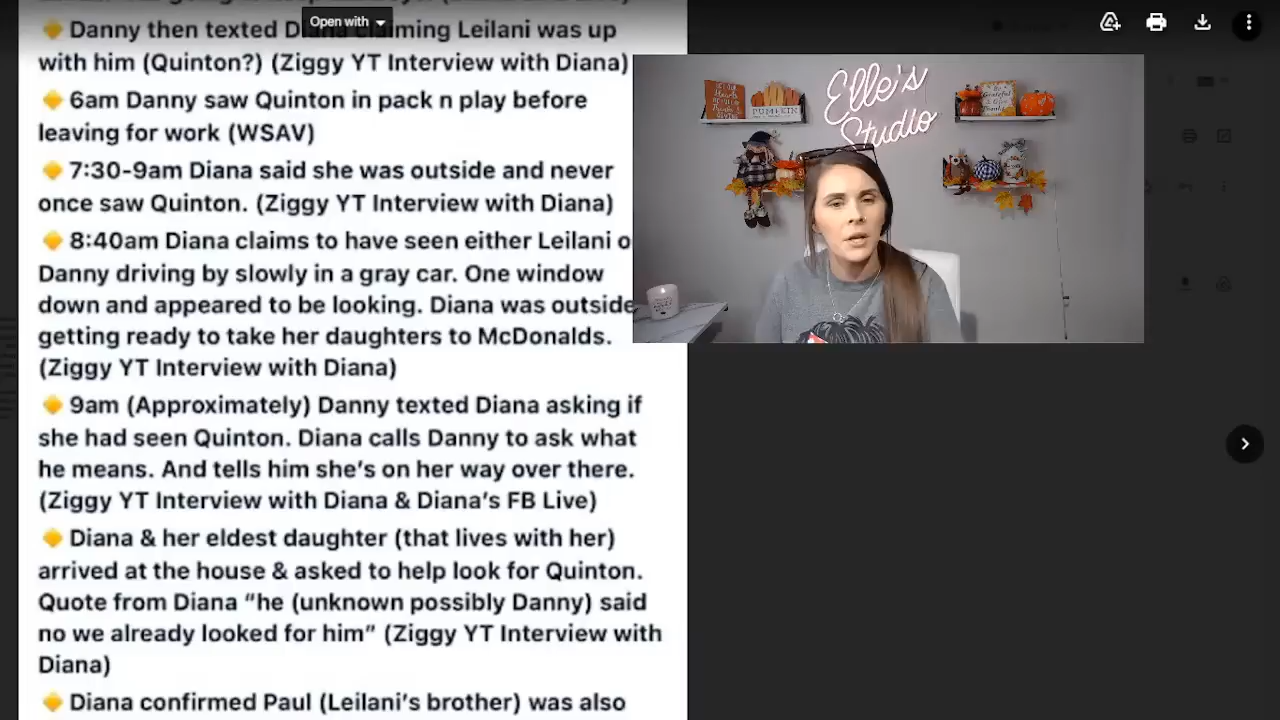 Open with
Danny then texted Diana claiming Leilani was up
with him (Quinton?) (Ziggy YT Interview with Diana)
6am Danny saw Quinton in pack n play before
leaving for work (WSAV)
7:30-9am Diana said she was outside and never
once saw Quinton. (Ziggy YT Interview with Diana)
8:40am Diana claims to have seen either Leilani o
Danny driving by slowly in a gray car. One window
down and appeared to be looking. Diana was outside
getting ready to take her daughters to McDonalds.
(Ziggy YT Interview with Diana)
9am (Approximately) Danny texted Diana asking if
she had seen Quinton. Diana calls Danny to ask what
he means. And tells him she's on her way over there.
(Ziggy YT Interview with Diana & Diana's FB Live)
Diana & her eldest daughter (that lives with her)
arrived at the house & asked to help look for Quinton.
Quote from Diana "he (unknown possibly Danny) said
no we already looked for him" (Ziggy YT Interview with
Diana)
Diana confirmed Paul (Leilani's brother) was also
Elle's
Studio
PUMPKIN